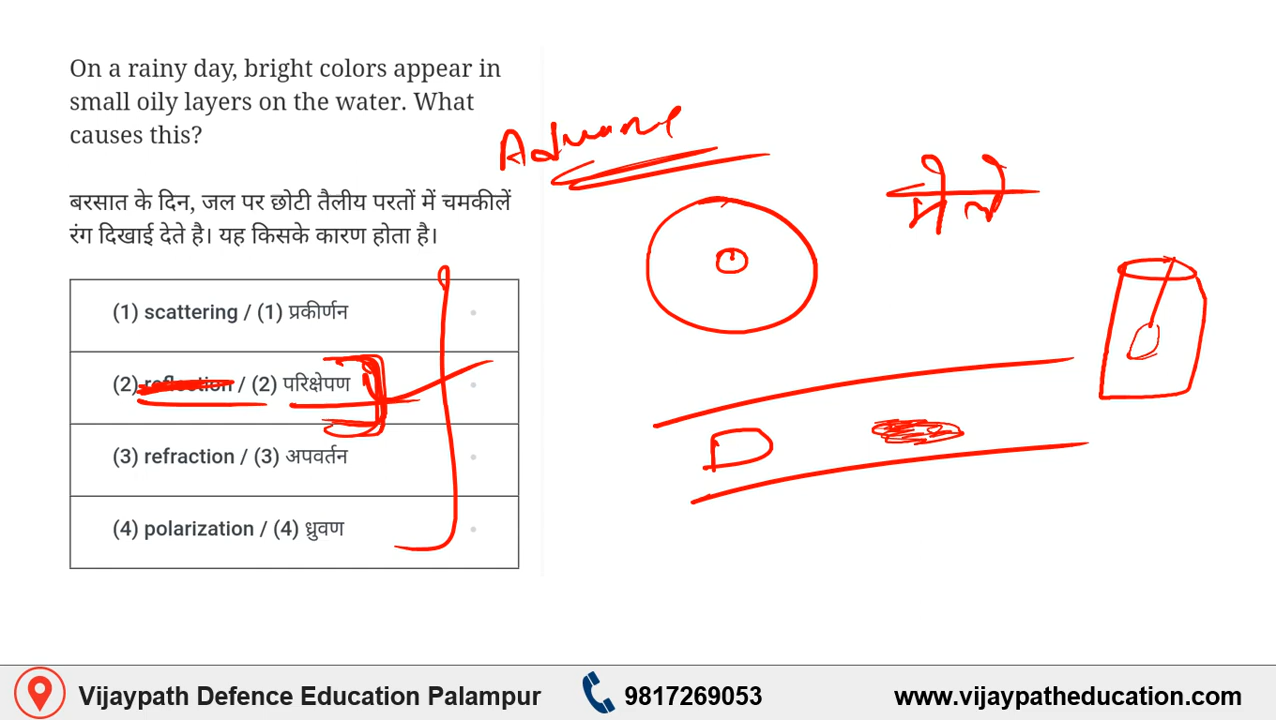 On a rainy day, bright colors appear in
small oily layers on the water. What
causes this?
बरसात के दिन, जल पर छोटी तैलीय परतों में चमकीलें
रंग दिखाई देते है। यह किसके कारण होता है।
(1) scattering / (1) प्रकीर्णन
(2) reflection / (2) परिक्षेपण
(3) refraction / (3) अपवर्तन
(4) polarization / (4) ध्रुवण
D
Vijaypath Defence Education Palampur
9817269053
www.vijaypatheducation.com